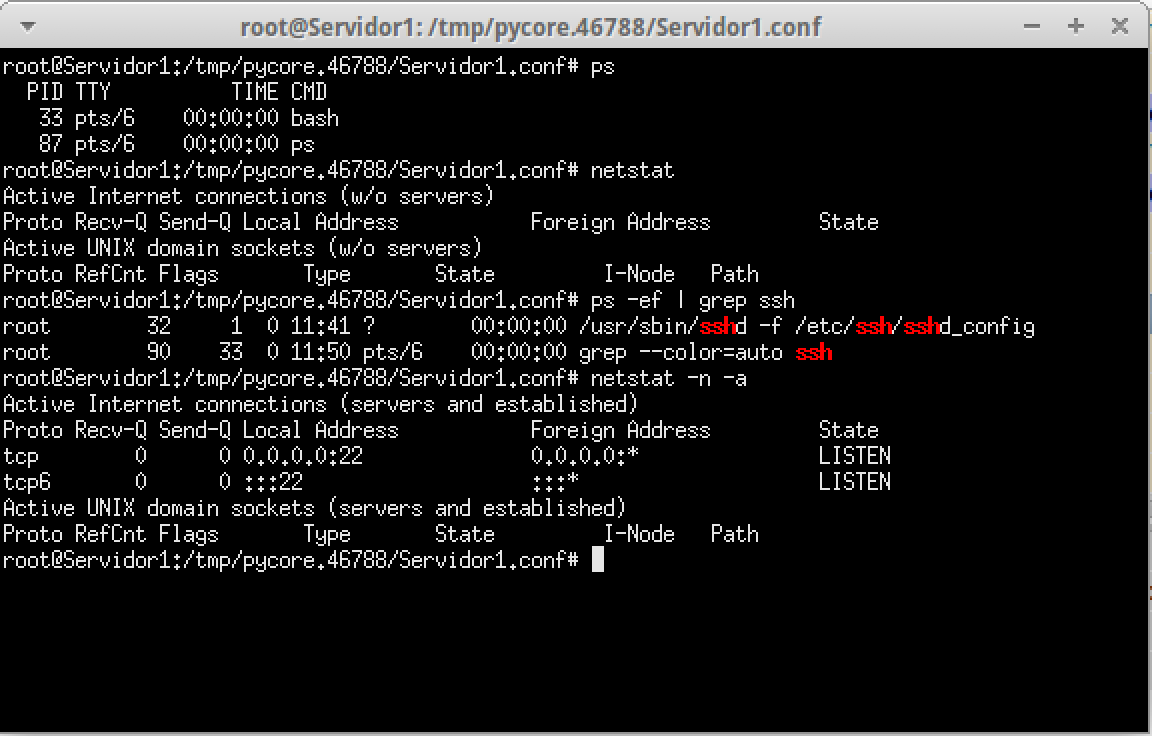 root@Servidor1: /tmp/pycore.46788/Servidor1.conf
root@Servidor1:/tmp/pycore.46788/Servidor1.conf# ps
  PID TTY          TIME CMD
   33 pts/6    00:00:00 bash
   87 pts/6    00:00:00 ps
root@Servidor1:/tmp/pycore.46788/Servidor1.conf# netstat
Active Internet connections (w/o servers)
Proto Recv-Q Send-Q Local Address           Foreign Address         State
Active UNIX domain sockets (w/o servers)
Proto RefCnt Flags       Type       State         I-Node   Path
root@Servidor1:/tmp/pycore.46788/Servidor1.conf# ps -ef | grep ssh
root        32     1  0 11:41 ?        00:00:00 /usr/sbin/sshd -f /etc/ssh/sshd_config
root        90    33  0 11:50 pts/6    00:00:00 grep --color=auto ssh
root@Servidor1:/tmp/pycore.46788/Servidor1.conf# netstat -n -a
Active Internet connections (servers and established)
Proto Recv-Q Send-Q Local Address           Foreign Address         State
tcp        0      0 0.0.0.0:22              0.0.0.0:*               LISTEN
tcp6       0      0 :::22                   :::*                    LISTEN
Active UNIX domain sockets (servers and established)
Proto RefCnt Flags       Type       State         I-Node   Path
root@Servidor1:/tmp/pycore.46788/Servidor1.conf#